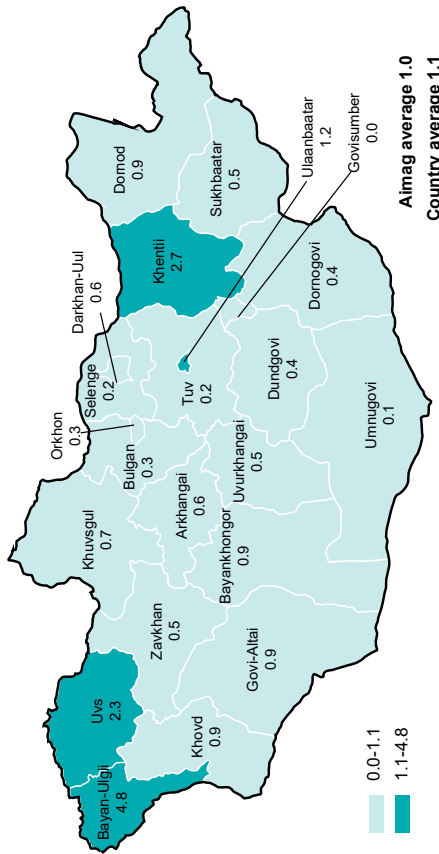 Bayan-Ulgii
4.8
Uvs
2.3
Khovd
0.9
Zavkhan
0.5
Govi-Altai
0.9
Khuvsgul
0.7
Arkhangai
0.6
Bayankhongor
0.9
Orkhon
0.3
Bulgan
0.3
Uvurkhangai
0.5
Selenge
0.2
Darkhan-Uul
0.6
Tuv
0.2
Dundgovi
0.4
Umnugovi
0.1
Khentii
2.7
Dornogovi
0.4
Domod
0.9
Sukhbaatar
0.5
Ulaanbaatar
1.2
Govisumber
0.0
0.0-1.1
1.1-4.8
Aimag average 1.0
Country average 1.1